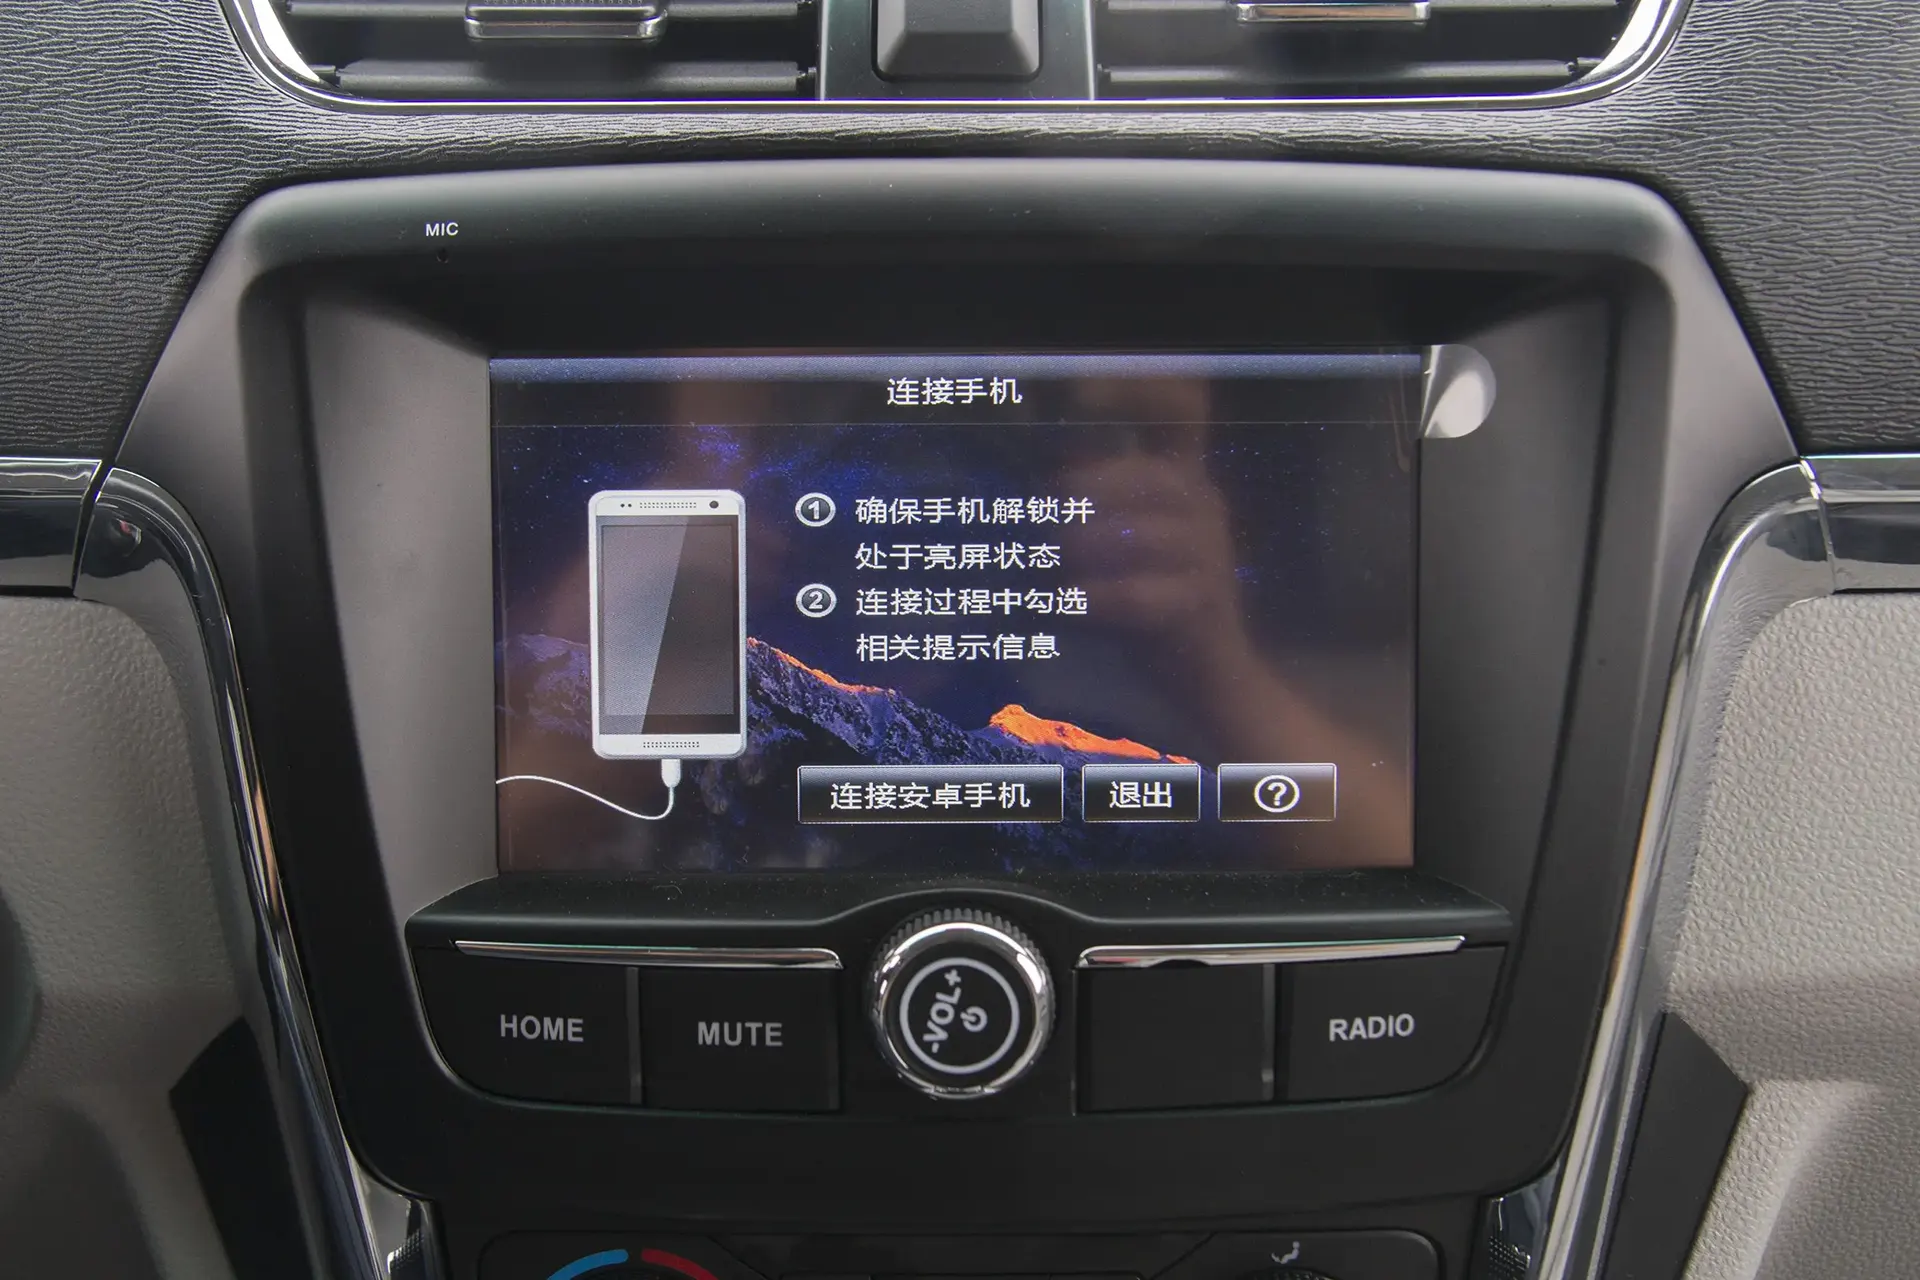 MIC
连接手机
1 确保手机解锁并
处于亮屏状态
2 连接过程中勾选
相关提示信息
连接安卓手机 退出 ?
HOME MUTE -VOL+ RADIO